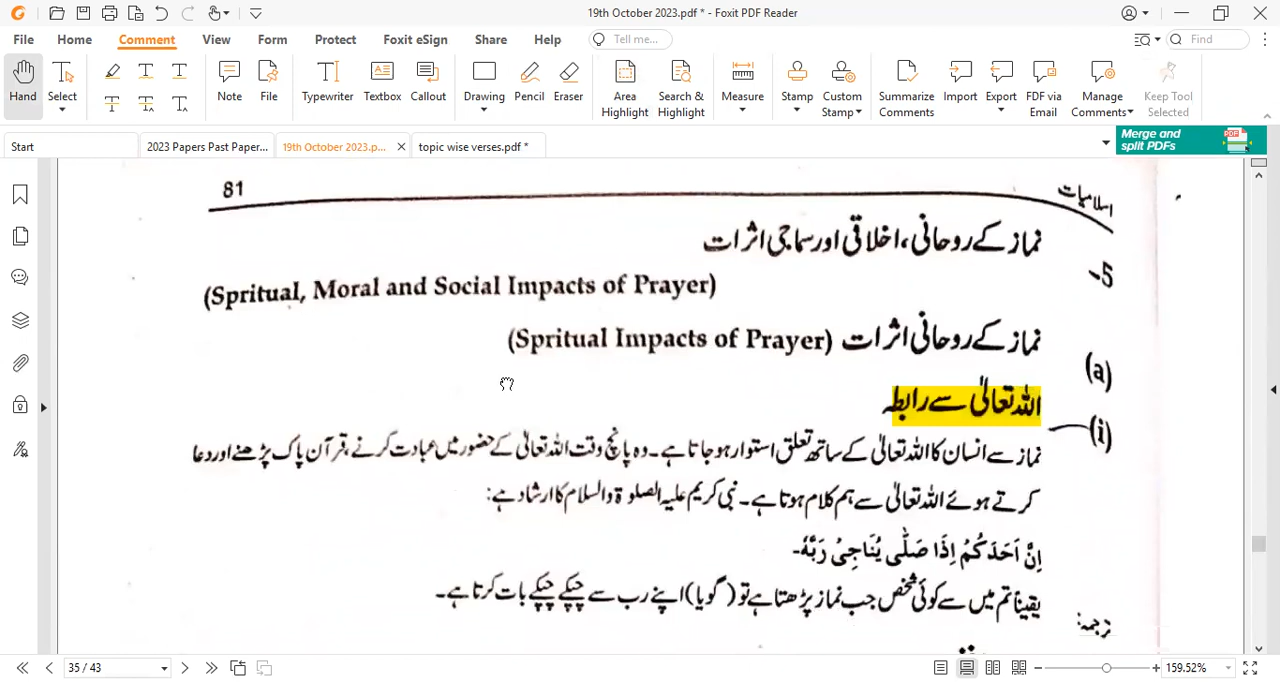 19th October 2023.pdf * - Foxit PDF Reader
File Home Comment View Form Protect Foxit eSign Share Help Tell me... Find
Hand Select Note File Typewriter Textbox Callout Drawing Pencil Eraser Area Highlight Search & Highlight Measure Stamp Custom Stamp Summarize Comments Import Export FDF via Email Manage Comments Keep Tool Selected
Start 2023 Papers Past Paper... 19th October 2023.p... topic wise verses.pdf * Merge and split PDFs PDF
81 اسلامیات
5- نماز کے روحانی، اخلاقی اور سماجی اثرات
(Spritual, Moral and Social Impacts of Prayer)
(a) نماز کے روحانی اثرات (Spritual Impacts of Prayer)
(i) اللہ تعالیٰ سے رابطہ
نماز سے انسان کا اللہ تعالیٰ کے ساتھ تعلق استوار ہو جاتا ہے۔ وہ پانچ وقت اللہ تعالیٰ کے حضور میں عبادت کرنے، قرآن پاک پڑھنے اور دعا
کرتے ہوئے اللہ تعالیٰ سے ہم کلام ہوتا ہے۔ نبی کریم علیہ الصلوۃ والسلام کا ارشاد ہے:
اِنَّ اَحَدَكُمْ اِذَا صَلّٰى يُنَاجِىْ رَبَّهٗ۔
ترجمہ: یقیناً تم میں سے کوئی شخص جب نماز پڑھتا ہے تو (گویا) اپنے رب سے چپکے چپکے بات کرتا ہے۔
35 / 43 159.52%